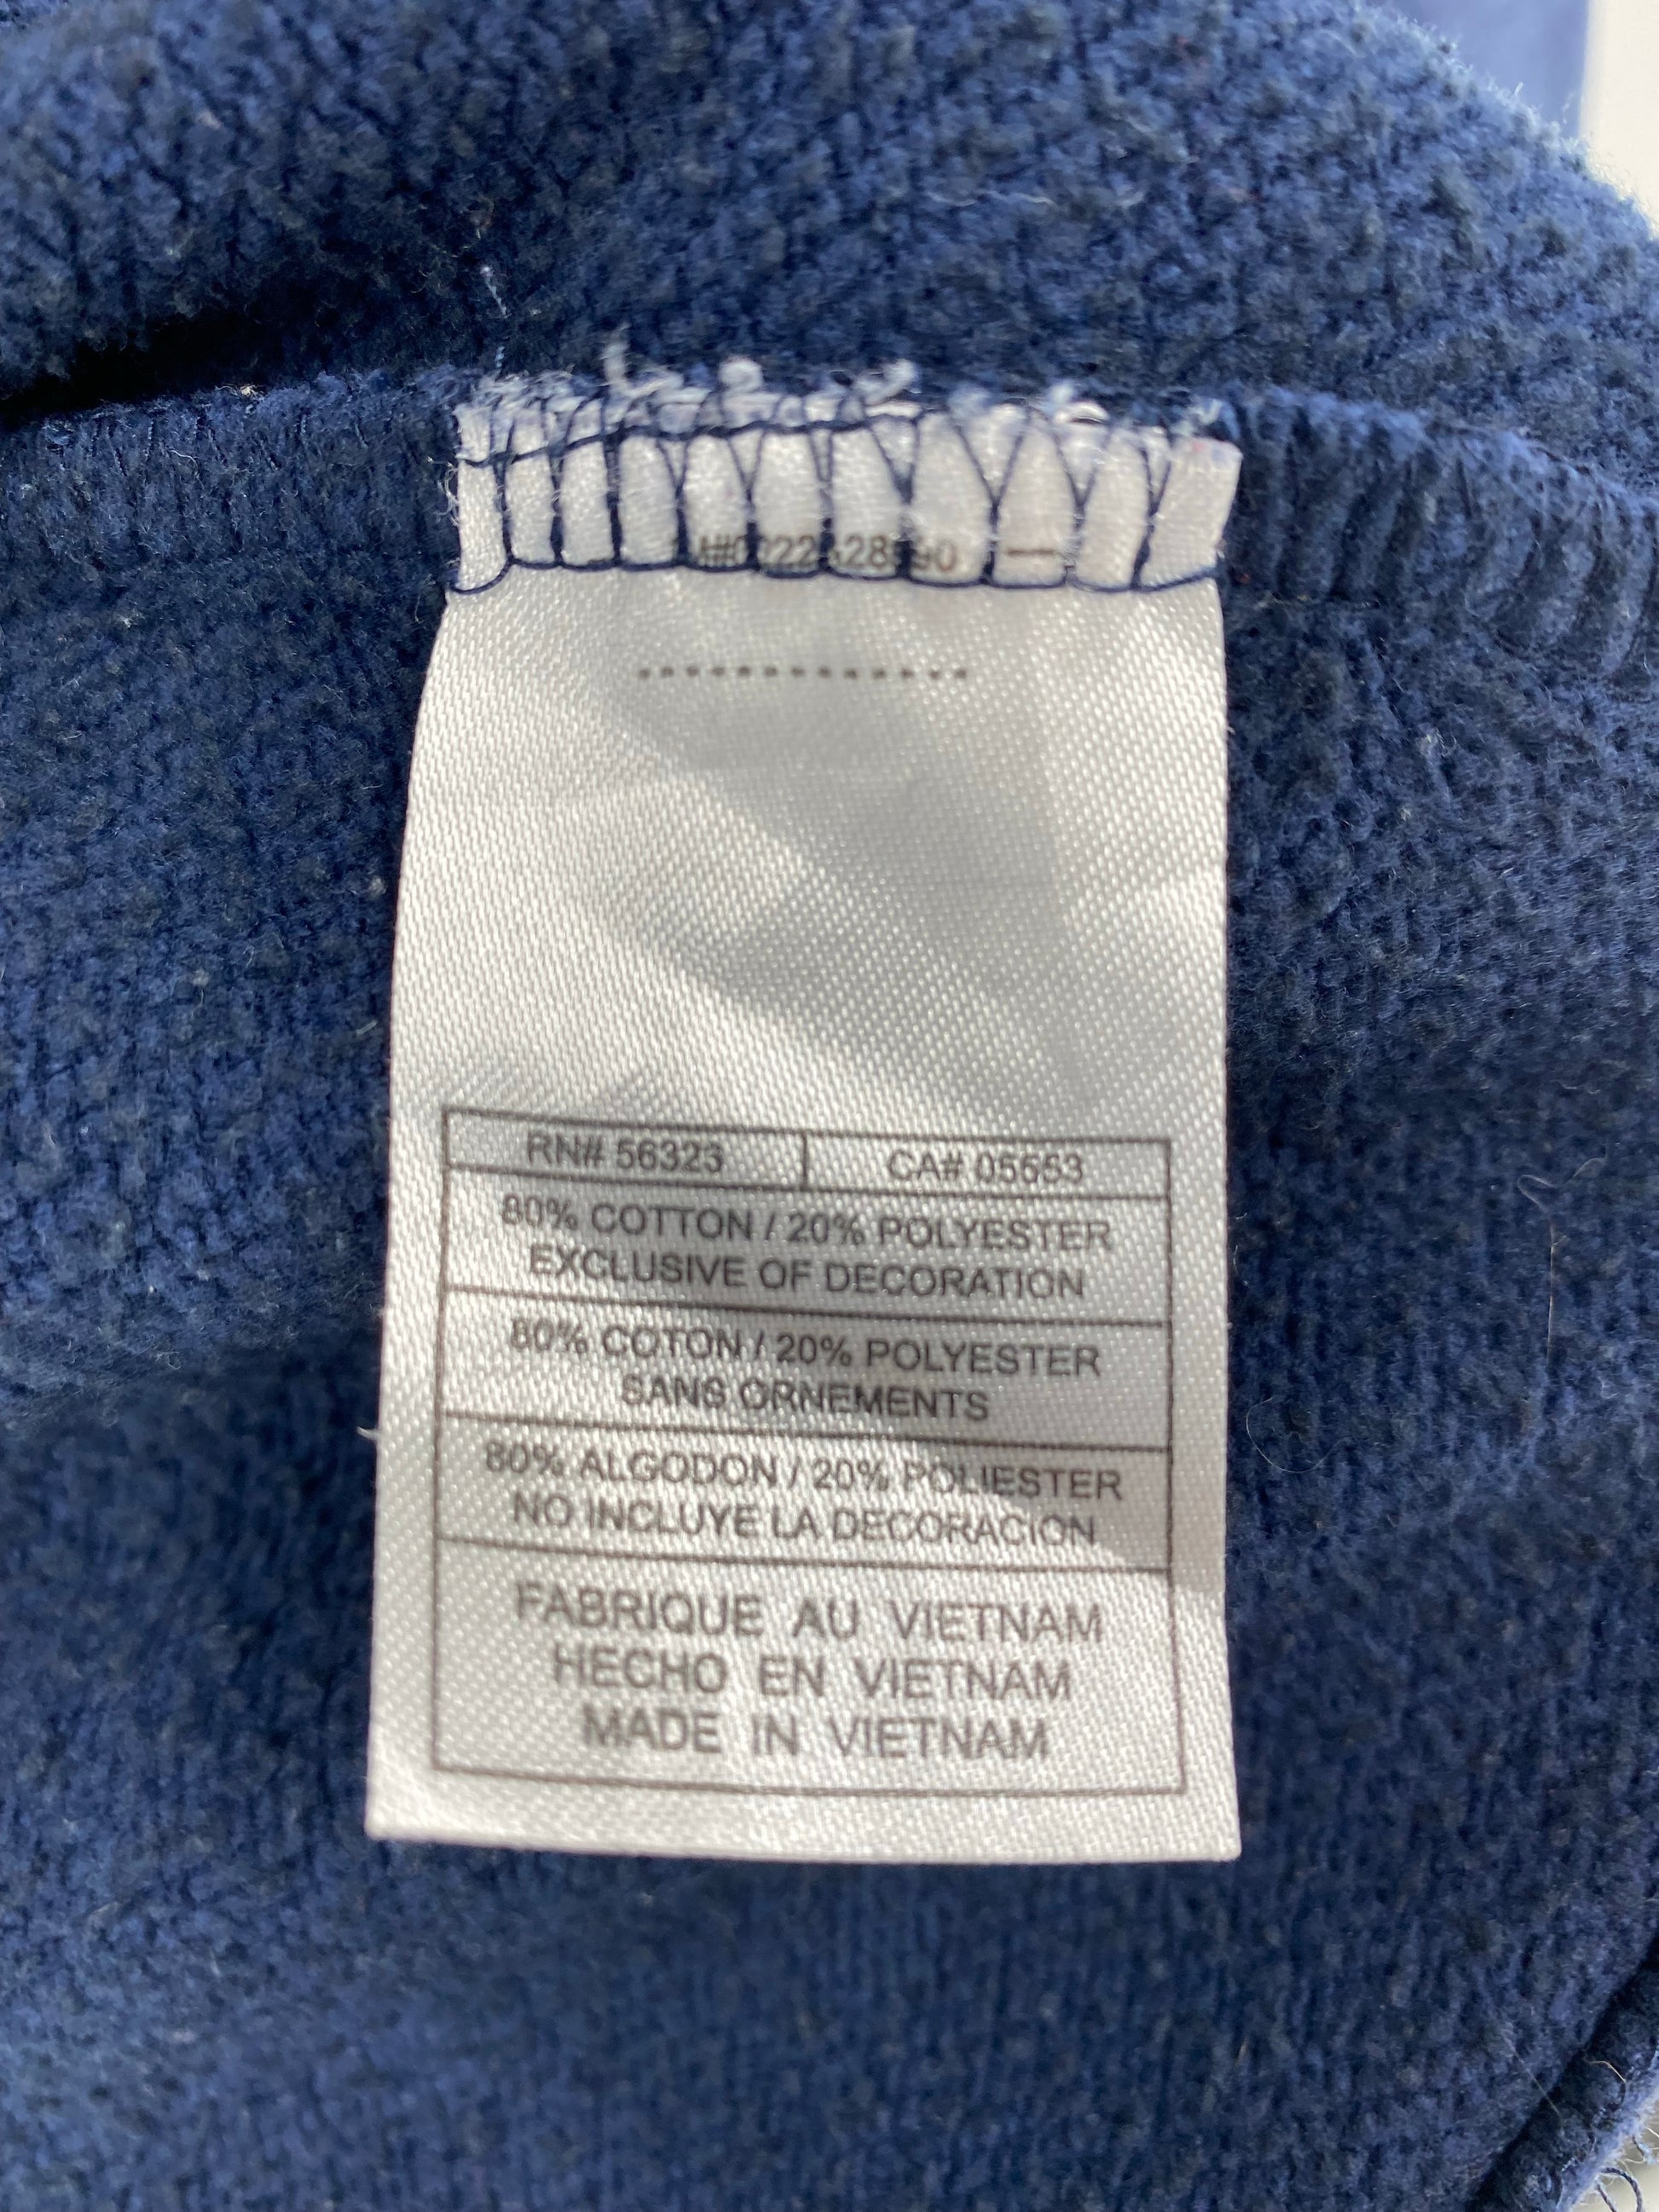 RN# 56323 CA# 05553
80% COTTON / 20% POLYESTER
EXCLUSIVE OF DECORATION
80% COTON / 20% POLYESTER
SANS ORNEMENTS
80% ALGODON / 20% POLIESTER
NO INCLUYE LA DECORACION
FABRIQUE AU VIETNAM
HECHO EN VIETNAM
MADE IN VIETNAM